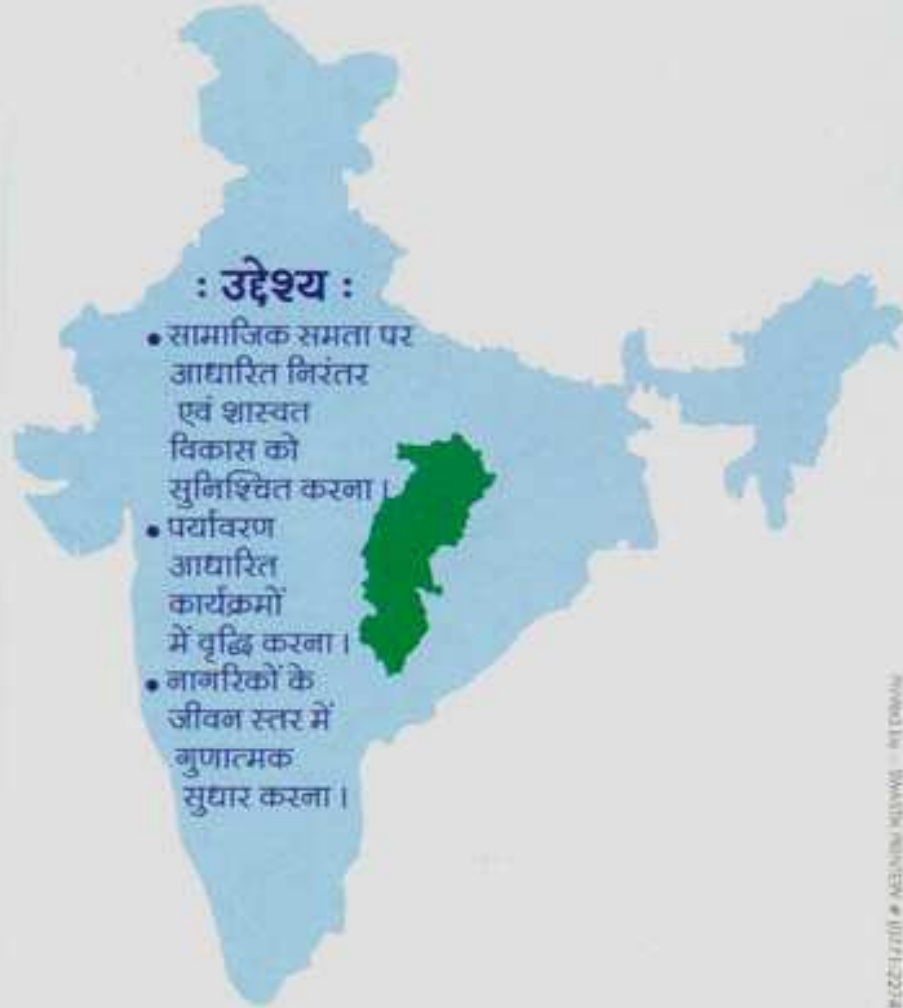 : उद्देश्य :
• सामाजिक समता पर
आधारित निरंतर
एवं शास्वत
विकास को
सुनिश्चित करना ।
• पर्यावरण
आधारित
कार्यक्रमों
में वृद्धि करना ।
• नागरिकों के
जीवन स्तर में
गुणात्मक
सुधार करना ।